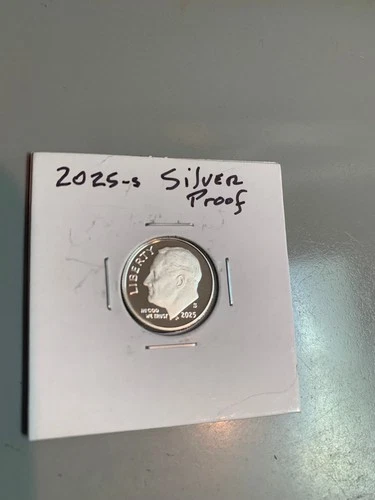 2025-s Silver
Proof
LIBERTY
IN GOD
WE TRUST
S
2025